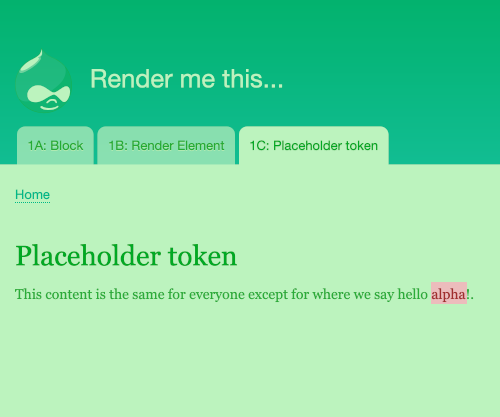 Render me this...
1A: Block
1B: Render Element
1C: Placeholder token
Home
Placeholder token
This content is the same for everyone except for where we say hello alpha!.